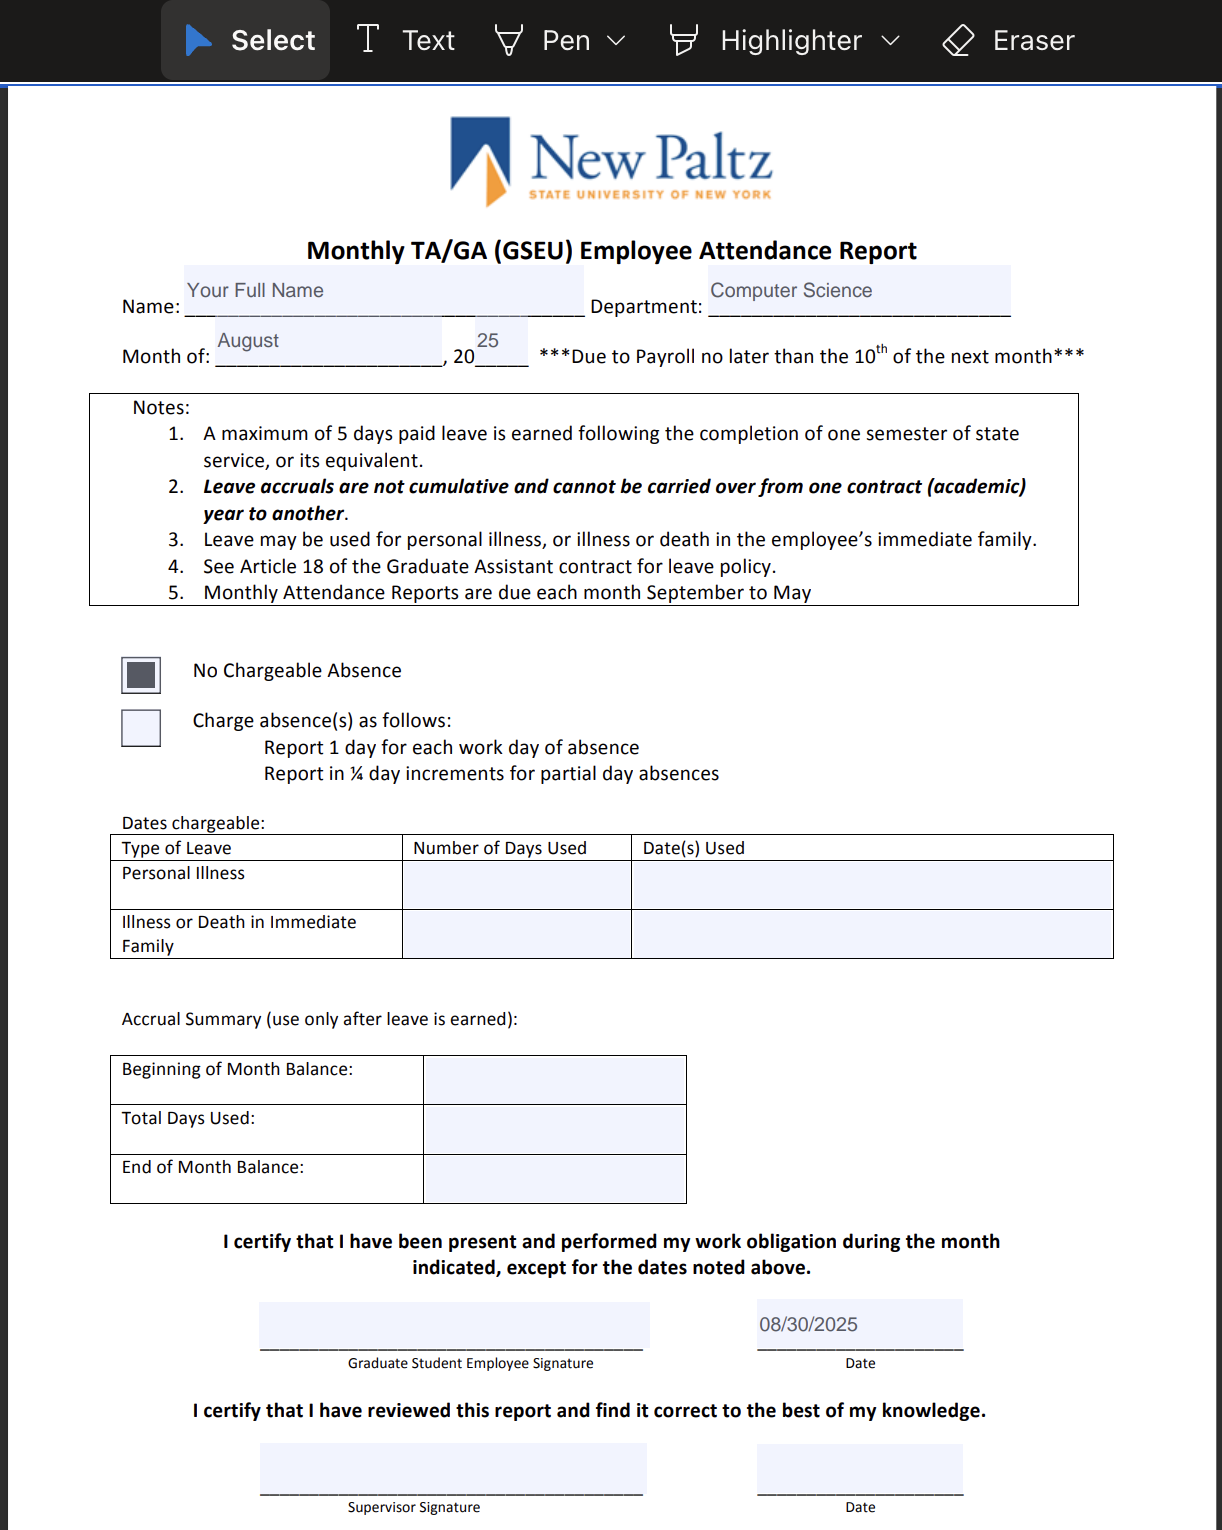 Select Text Pen Highlighter Eraser
New Paltz
STATE UNIVERSITY OF NEW YORK
Monthly TA/GA (GSEU) Employee Attendance Report
Name: Your Full Name Department: Computer Science
Month of: August, 2025 ***Due to Payroll no later than the 10th of the next month***
Notes:
1. A maximum of 5 days paid leave is earned following the completion of one semester of state
service, or its equivalent.
2. Leave accruals are not cumulative and cannot be carried over from one contract (academic)
year to another.
3. Leave may be used for personal illness, or illness or death in the employee’s immediate family.
4. See Article 18 of the Graduate Assistant contract for leave policy.
5. Monthly Attendance Reports are due each month September to May
No Chargeable Absence
Charge absence(s) as follows:
Report 1 day for each work day of absence
Report in ¼ day increments for partial day absences
Dates chargeable:
Type of Leave Number of Days Used Date(s) Used
Personal Illness
Illness or Death in Immediate
Family
Accrual Summary (use only after leave is earned):
Beginning of Month Balance:
Total Days Used:
End of Month Balance:
I certify that I have been present and performed my work obligation during the month
indicated, except for the dates noted above.
08/30/2025
Graduate Student Employee Signature Date
I certify that I have reviewed this report and find it correct to the best of my knowledge.
Supervisor Signature Date